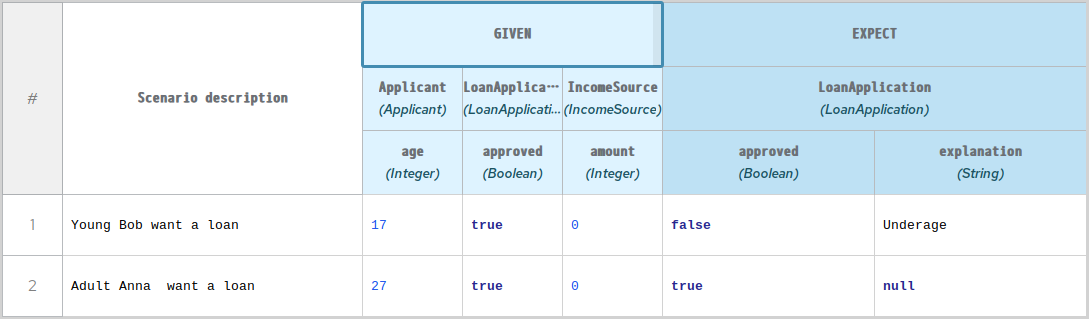 GIVEN EXPECT
# Scenario description Applicant LoanApplica… IncomeSource LoanApplication
(Applicant) (LoanApplicati... (IncomeSource) (LoanApplication)
age approved amount approved explanation
(Integer) (Boolean) (Integer) (Boolean) (String)
1 Young Bob want a loan 17 true 0 false Underage
2 Adult Anna  want a loan 27 true 0 true null